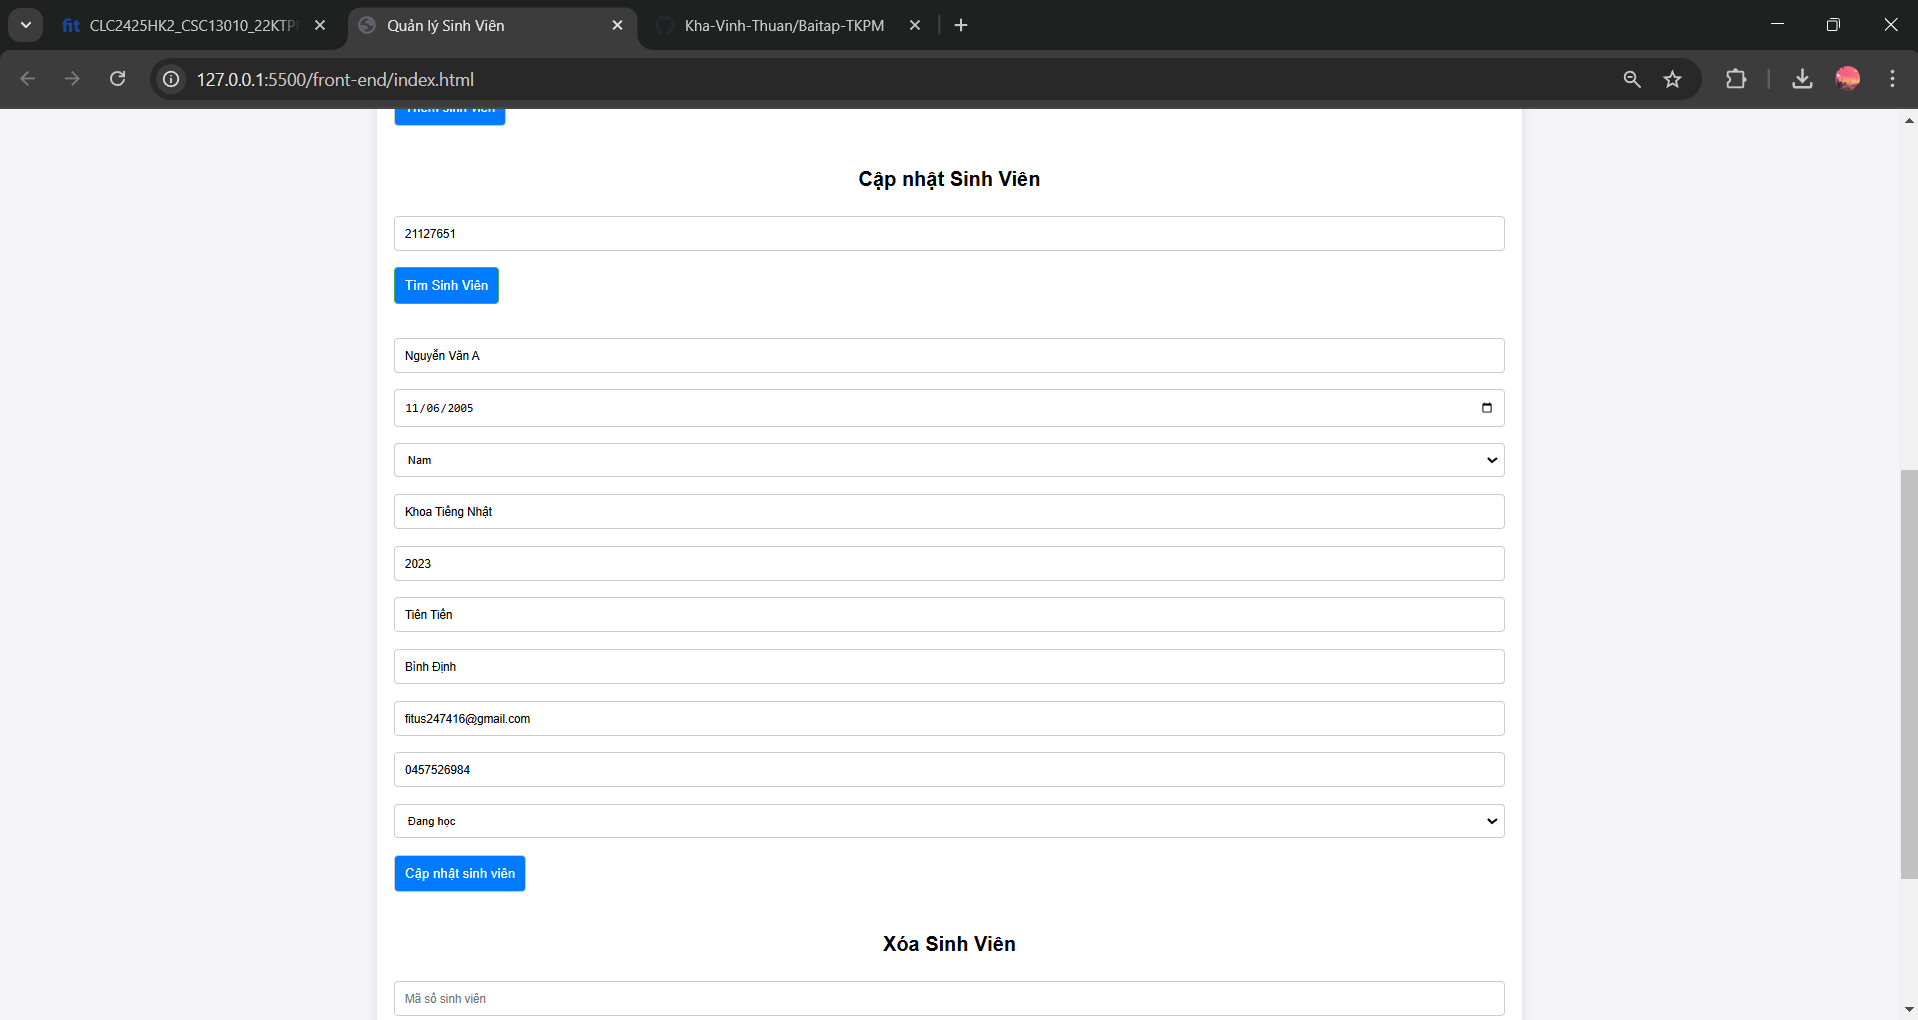 fit CLC2425HK2_CSC13010_22KTP
Quản lý Sinh Viên
Kha-Vinh-Thuan/Baitap-TKPM
127.0.0.1:5500/front-end/index.html
Thêm sinh viên
Cập nhật Sinh Viên
21127651
Tìm Sinh Viên
Nguyễn Văn A
11/06/2005
Nam
Khoa Tiếng Nhật
2023
Tiên Tiến
Bình Định
fitus247416@gmail.com
0457526984
Đang học
Cập nhật sinh viên
Xóa Sinh Viên
Mã số sinh viên